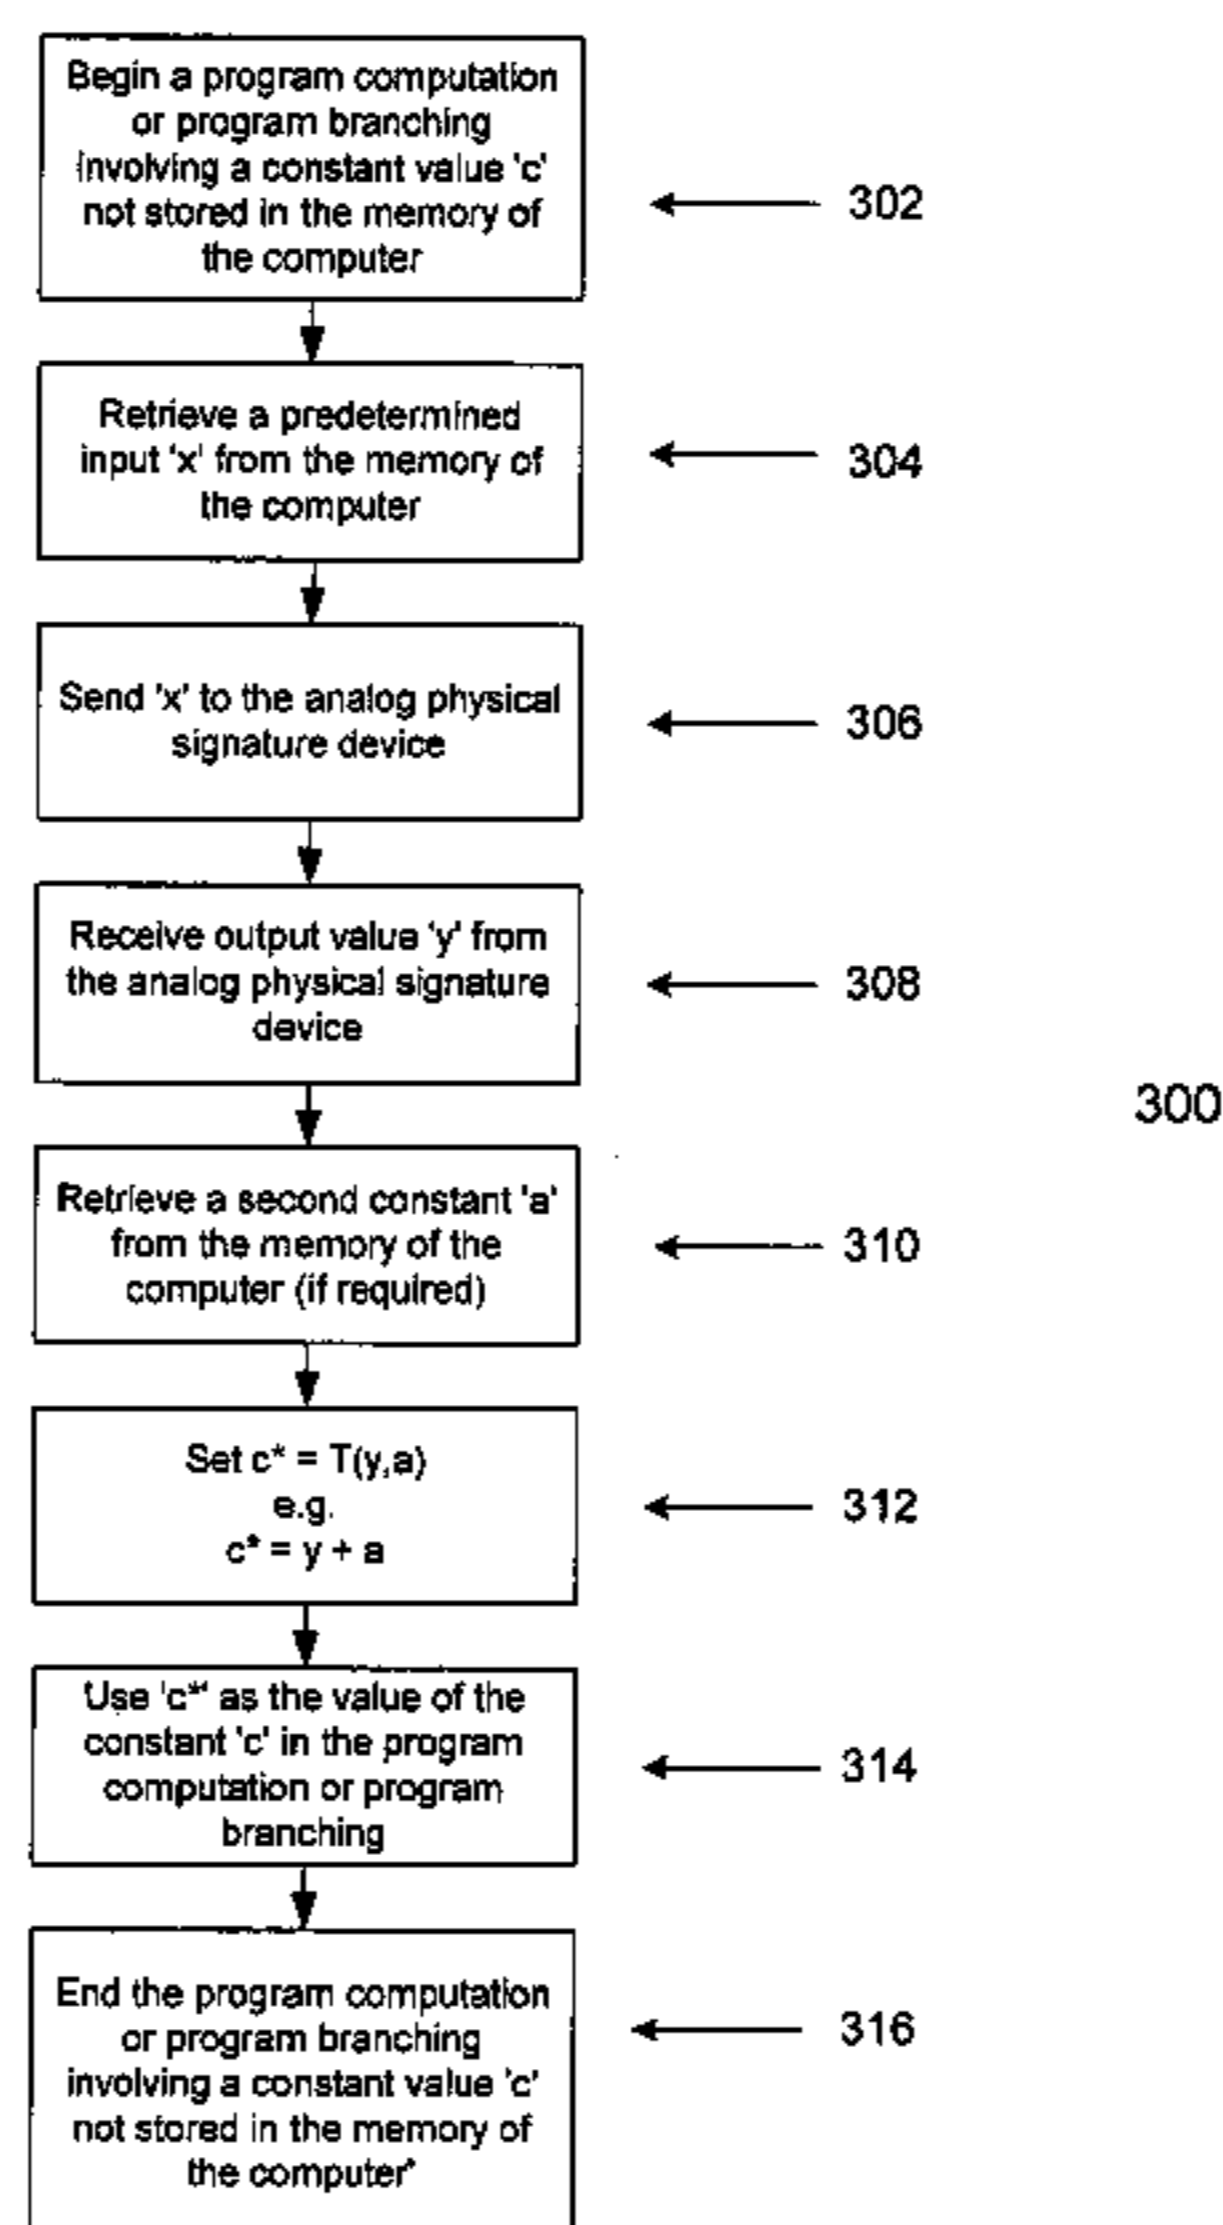 Begin a program computation
or program branching
involving a constant value 'c'
not stored in the memory of
the computer
302
Retrieve a predetermined
input 'x' from the memory of
the computer
304
Send 'x' to the analog physical
signature device
306
Receive output value 'y' from
the analog physical signature
device
308
300
Retrieve a second constant 'a'
from the memory of the
computer (if required)
310
Set c* = T(y,a)
e.g.
c* = y + a
312
Use 'c*' as the value of the
constant 'c' in the program
computation or program
branching
314
End the program computation
or program branching
involving a constant value 'c'
not stored in the memory of
the computer'
316